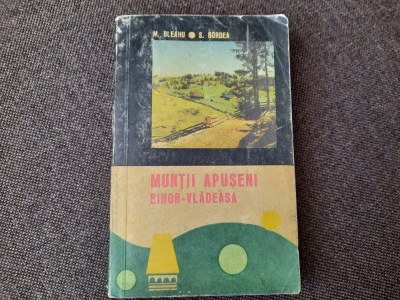 M. BLEAHU ● S. BORDEA
MUNȚII APUSENI
BIHOR-VLĂDEASA